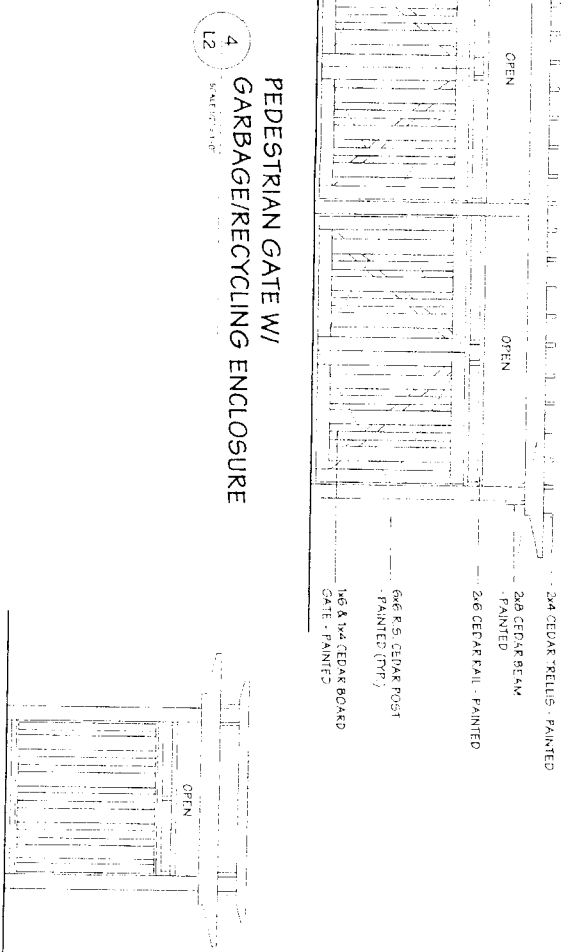 OPEN
OPEN
2x4 CEDAR TRELLIS - PAINTED
2x8 CEDAR BEAM
- PAINTED
2x6 CEDAR RAIL - PAINTED
6x6 R.S. CEDAR POST
- PAINTED (TYP.)
1x6 & 1x4 CEDAR BOARD
GATE - PAINTED
4
L2
PEDESTRIAN GATE W/
GARBAGE/RECYCLING ENCLOSURE
OPEN